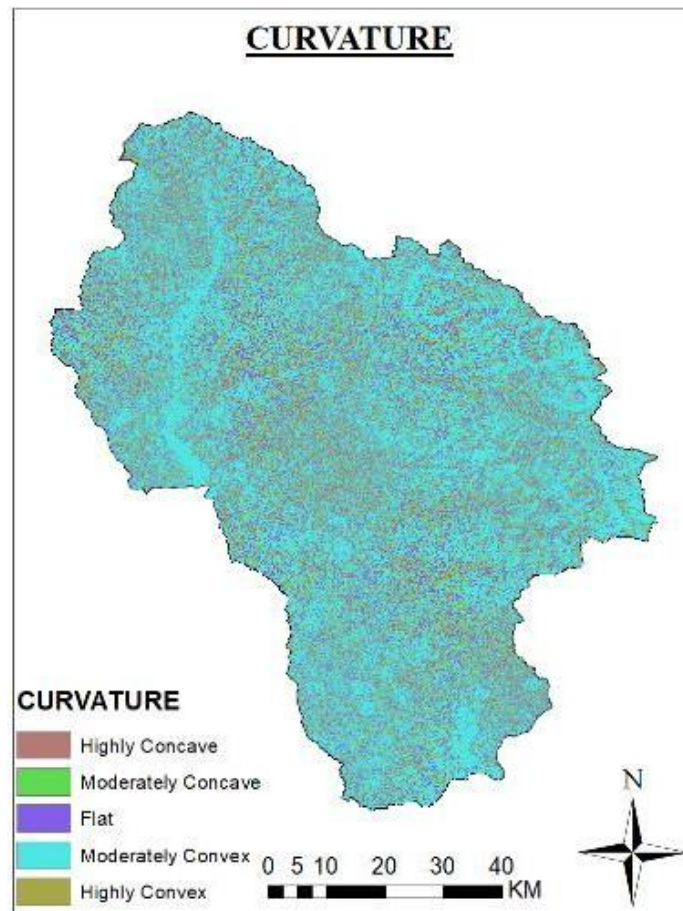 CURVATURE
CURVATURE
Highly Concave
Moderately Concave
Flat
Moderately Convex
Highly Convex
0 5 10 20 30 40
KM
N